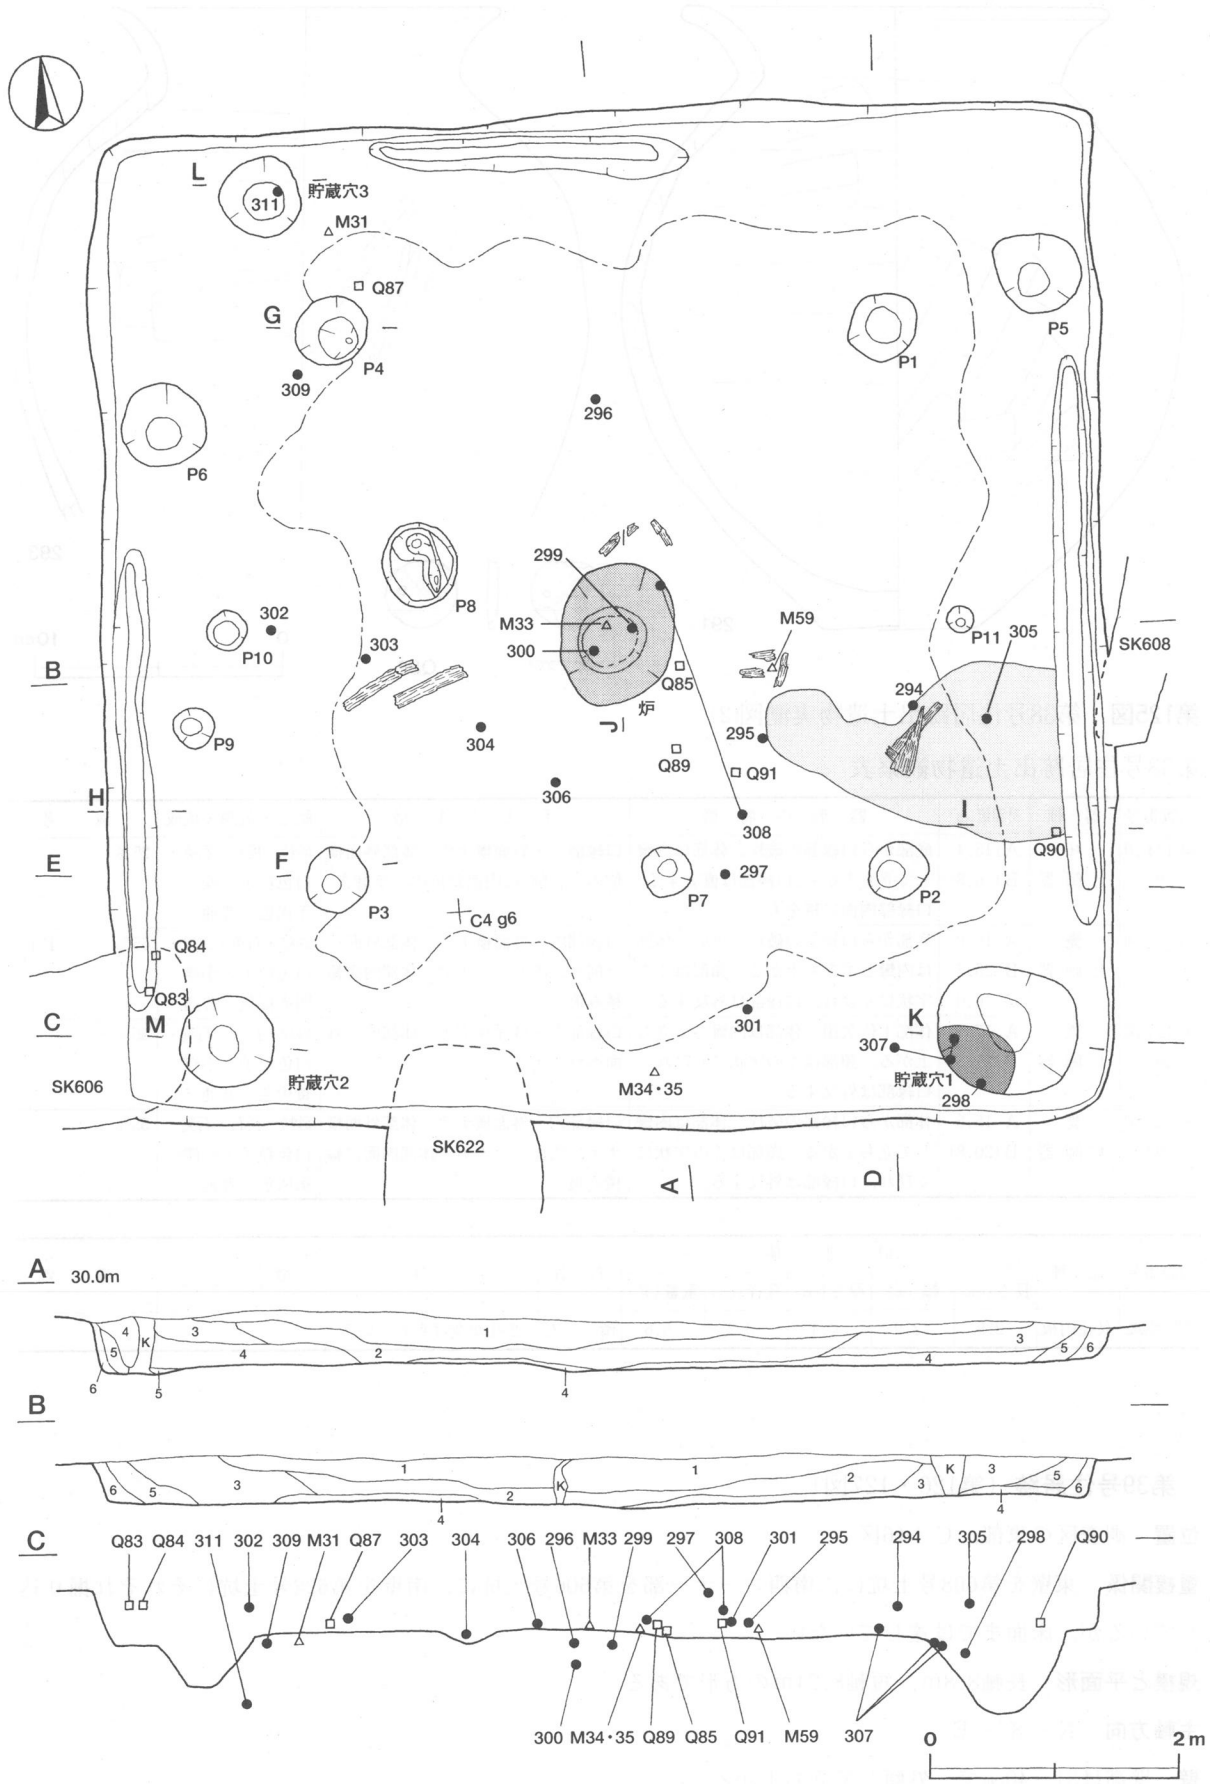 L
311
貯蔵穴3
M31
Q87
G
P4
309
P1
P5
296
P6
299
P8
M33
300
302
P10
303
B
Q85
炉
J
M59
P11
305
SK608
294
295
304
P9
Q89
Q91
306
H
308
I
Q90
E
F
P3
C4 g6
P7
297
P2
Q84
Q83
M
C
301
K
307
貯蔵穴1
298
SK606
貯蔵穴2
M34・35
SK622
A
D
A 30.0m
4 K 3 1 3
5 4 2 4 5 6
6 5 4
B
1 1 K 3
6 5 3 2 K 2 3 5 6
4 4
C
Q83 Q84 311 302 309 M31 Q87 303 304 306 296 M33 299 297 308 301 295 294 305 298 Q90
300 M34・35 Q89 Q85 Q91 M59 307
0 2m